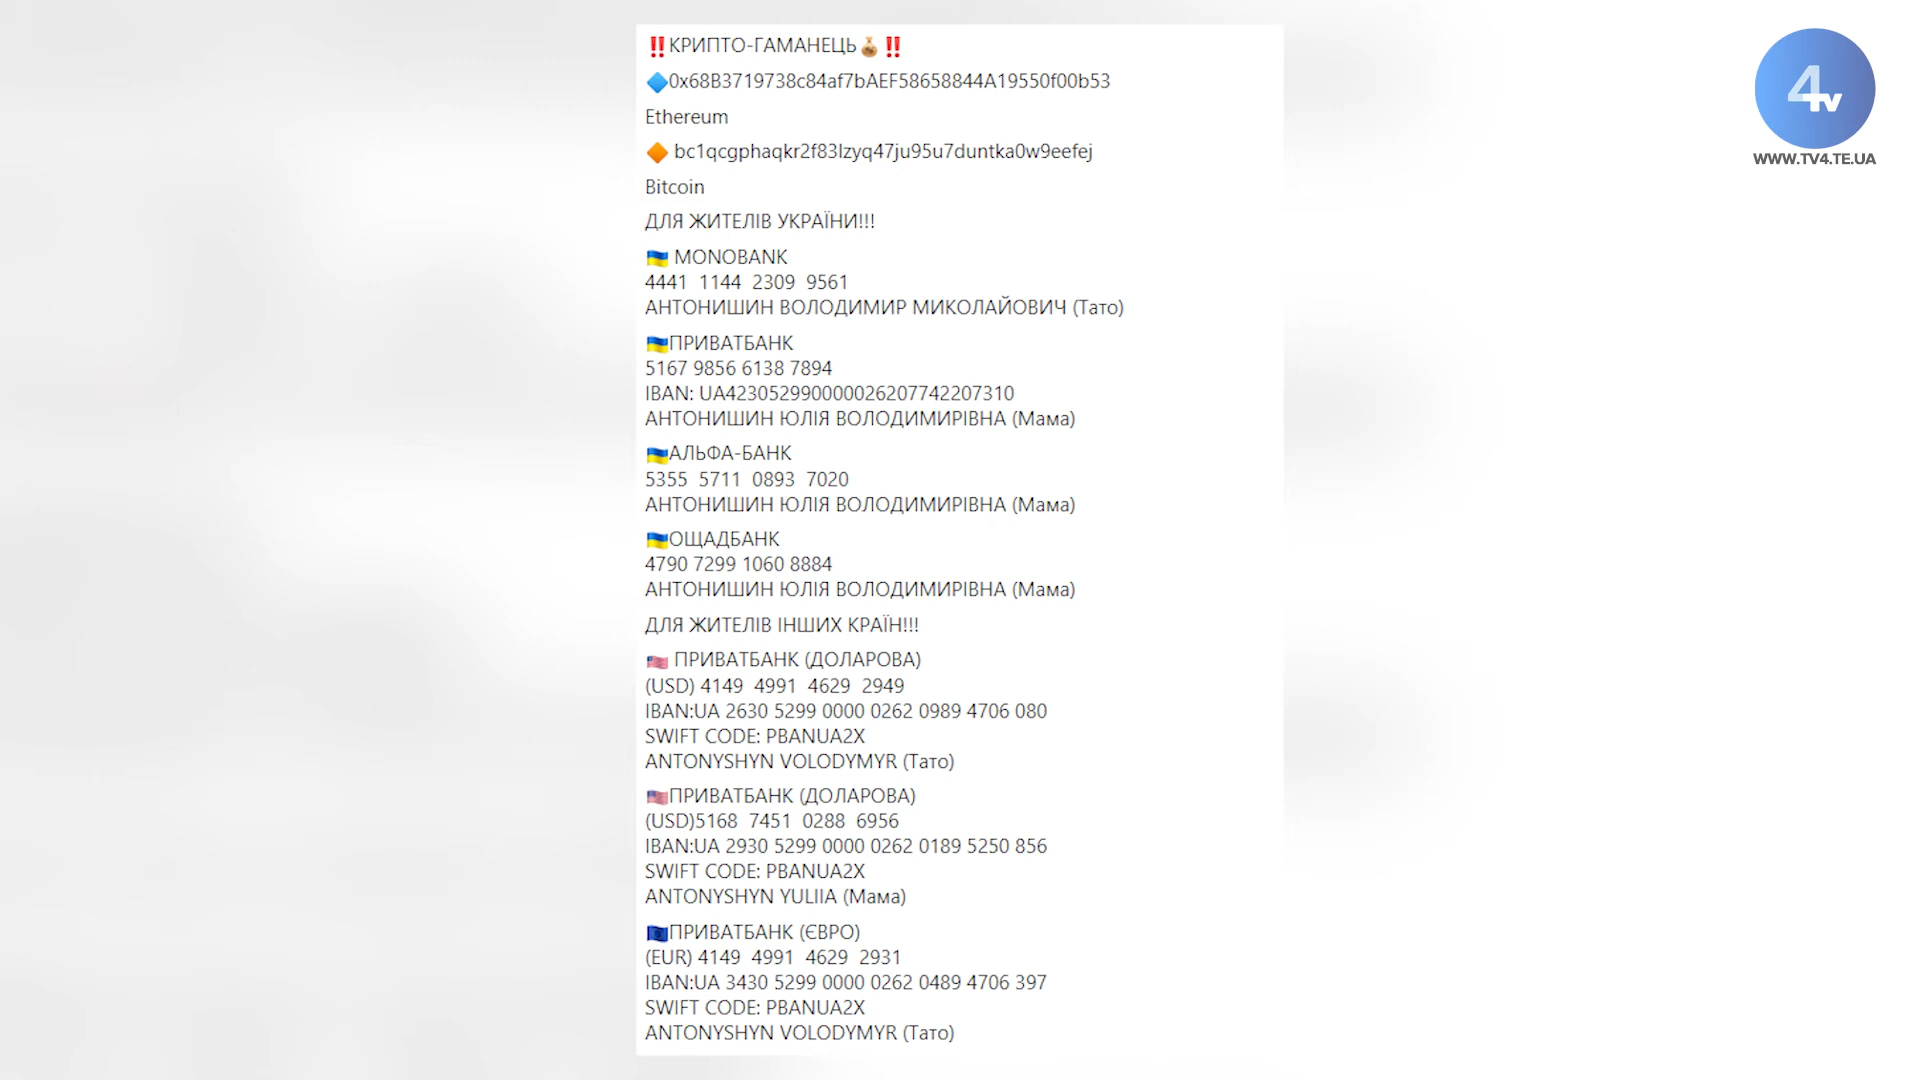 ‼️КРИПТО-ГАМАНЕЦЬ💰‼️
🔷0x68B3719738c84af7bAEF58658844A19550f00b53
Ethereum
🔶 bc1qcgphaqkr2f83lzyq47ju95u7duntka0w9eefej
Bitcoin
ДЛЯ ЖИТЕЛІВ УКРАЇНИ!!!
🇺🇦 MONOBANK
4441 1144 2309 9561
АНТОНИШИН ВОЛОДИМИР МИКОЛАЙОВИЧ (Тато)
🇺🇦ПРИВАТБАНК
5167 9856 6138 7894
IBAN: UA423052990000026207742207310
АНТОНИШИН ЮЛІЯ ВОЛОДИМИРІВНА (Мама)
🇺🇦АЛЬФА-БАНК
5355 5711 0893 7020
АНТОНИШИН ЮЛІЯ ВОЛОДИМИРІВНА (Мама)
🇺🇦ОЩАДБАНК
4790 7299 1060 8884
АНТОНИШИН ЮЛІЯ ВОЛОДИМИРІВНА (Мама)
ДЛЯ ЖИТЕЛІВ ІНШИХ КРАЇН!!!
🇺🇸 ПРИВАТБАНК (ДОЛАРОВА)
(USD) 4149 4991 4629 2949
IBAN:UA 2630 5299 0000 0262 0989 4706 080
SWIFT CODE: PBANUA2X
ANTONYSHYN VOLODYMYR (Тато)
🇺🇸ПРИВАТБАНК (ДОЛАРОВА)
(USD)5168 7451 0288 6956
IBAN:UA 2930 5299 0000 0262 0189 5250 856
SWIFT CODE: PBANUA2X
ANTONYSHYN YULIIA (Мама)
🇪🇺ПРИВАТБАНК (ЄВРО)
(EUR) 4149 4991 4629 2931
IBAN:UA 3430 5299 0000 0262 0489 4706 397
SWIFT CODE: PBANUA2X
ANTONYSHYN VOLODYMYR (Тато)
4tv
WWW.TV4.TE.UA